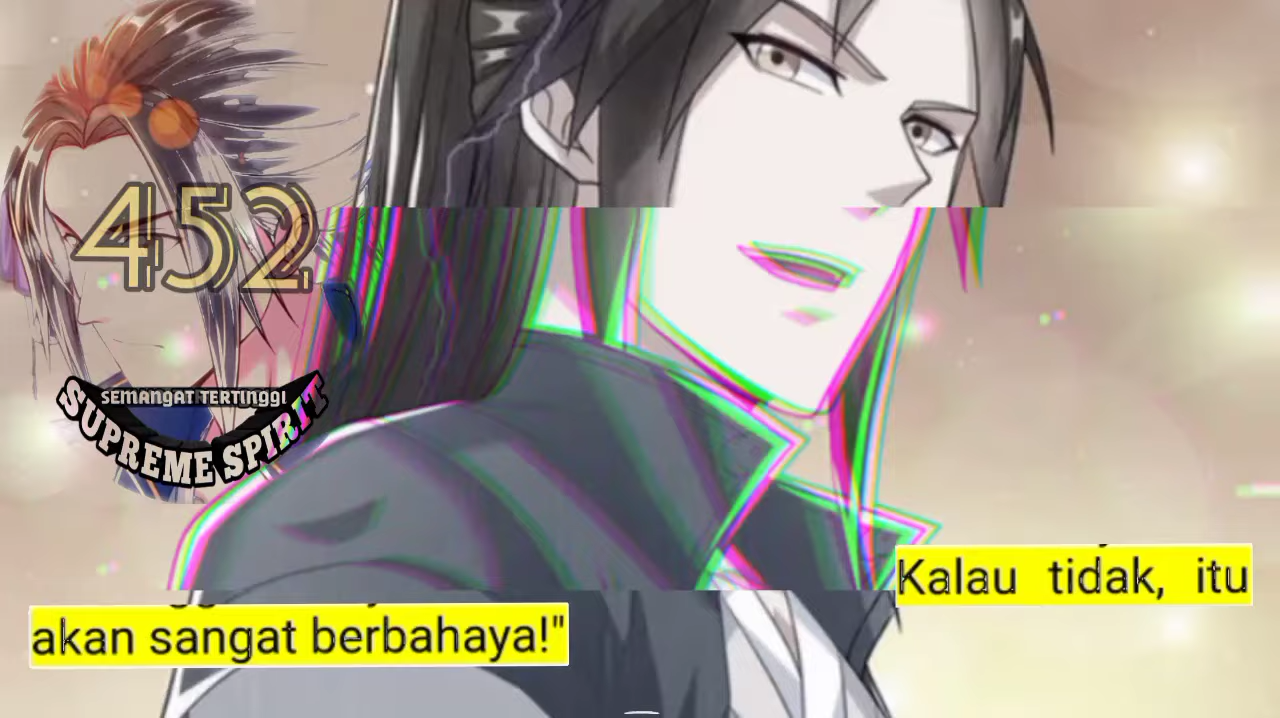 452
SEMANGAT TERTINGGI
SUPREME SPIRIT
Kalau tidak, itu
akan sangat berbahaya!"